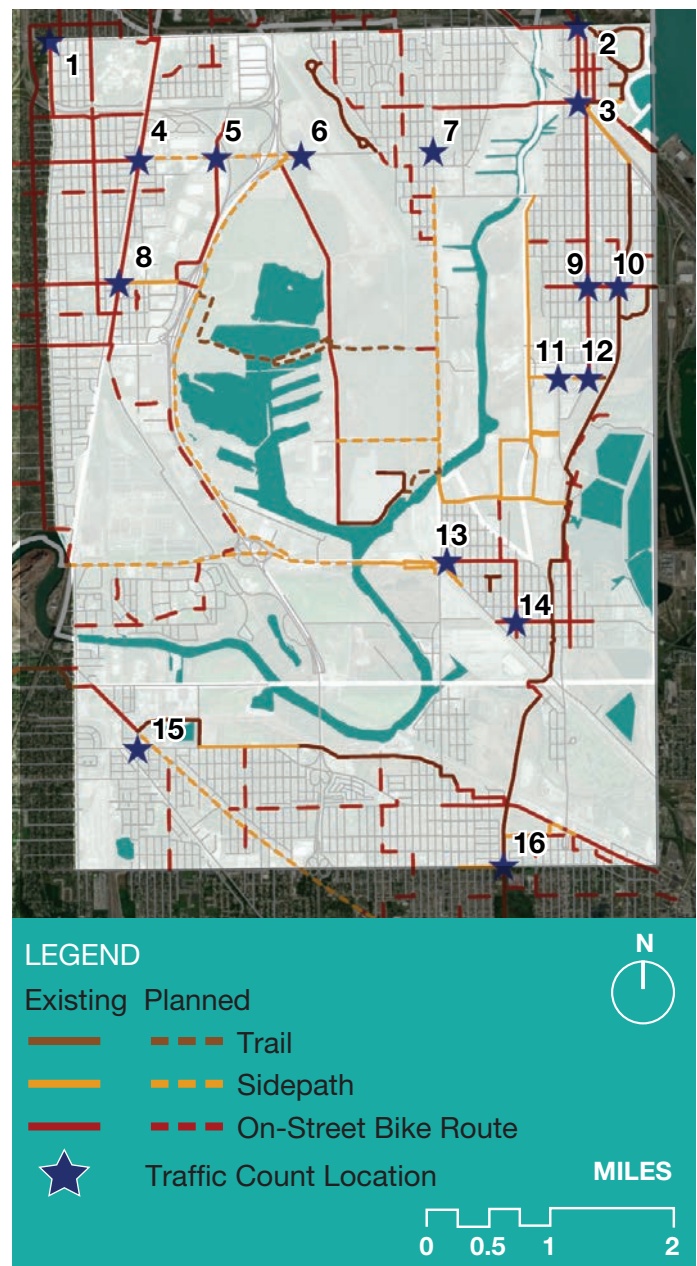 1
2
3
4
5
6
7
8
9
10
11
12
13
14
15
16
LEGEND
N
Existing Planned
Trail
Sidepath
On-Street Bike Route
Traffic Count Location
MILES
0 0.5 1 2